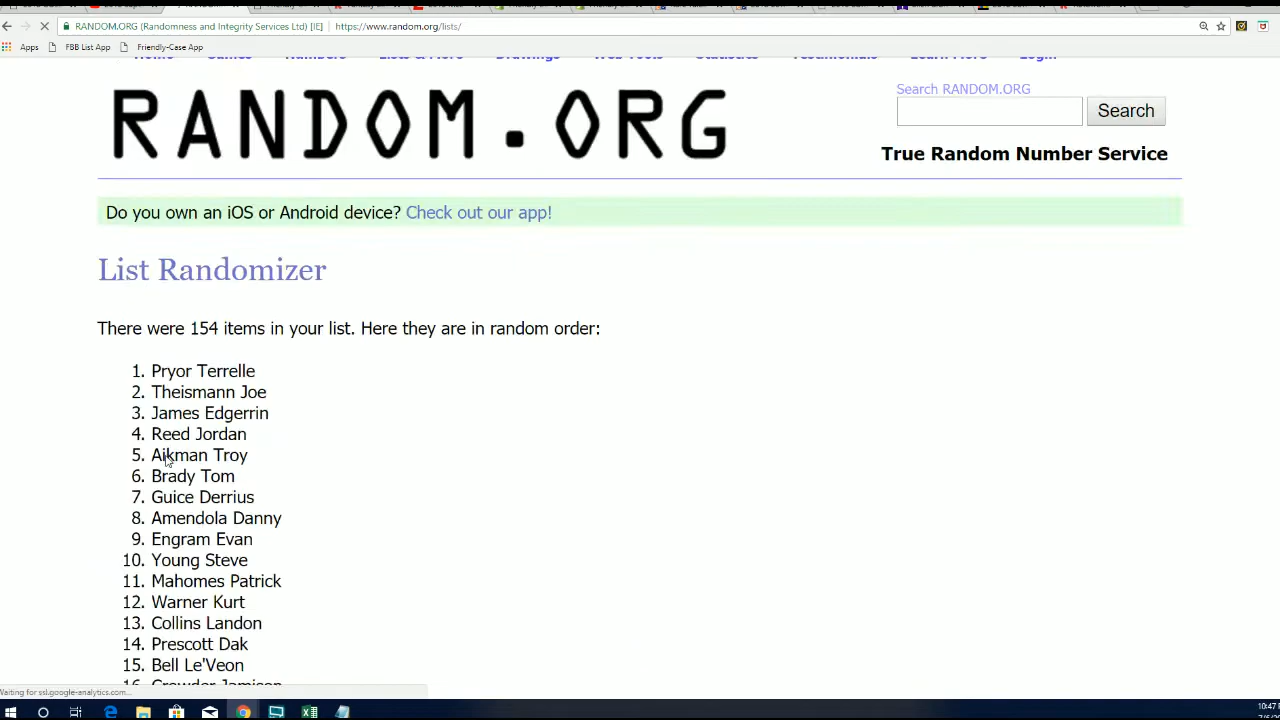 RANDOM.ORG (Randomness and Integrity Services Ltd) [IE] https://www.random.org/lists/
Apps FBB List App Friendly-Case App
Home Games Numbers Lists & More Drawings Web Tools Statistics Testimonials Learn More Login
RANDOM.ORG
Search RANDOM.ORG
Search
True Random Number Service
Do you own an iOS or Android device? Check out our app!
List Randomizer
There were 154 items in your list. Here they are in random order:
1. Pryor Terrelle
2. Theismann Joe
3. James Edgerrin
4. Reed Jordan
5. Aikman Troy
6. Brady Tom
7. Guice Derrius
8. Amendola Danny
9. Engram Evan
10. Young Steve
11. Mahomes Patrick
12. Warner Kurt
13. Collins Landon
14. Prescott Dak
15. Bell Le'Veon
16. Crowder Jamison
Waiting for ssl.google-analytics.com...
10:47